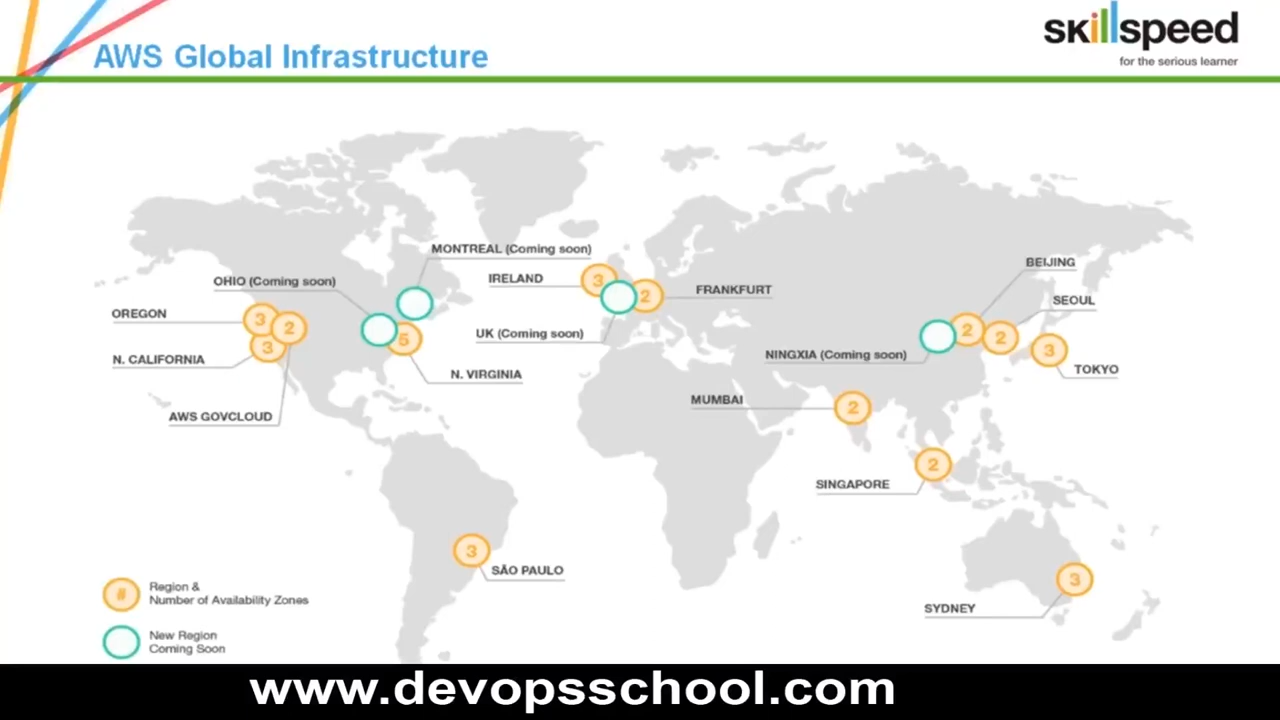 AWS Global Infrastructure
skillspeed
for the serious learner
MONTREAL (Coming soon)
BEIJING
OHIO (Coming soon)
IRELAND
3
2
FRANKFURT
SEOUL
OREGON
3
2
5
UK (Coming soon)
2
2
3
N. CALIFORNIA
3
N. VIRGINIA
NINGXIA (Coming soon)
TOKYO
AWS GOVCLOUD
MUMBAI
2
SINGAPORE
2
3
SÃO PAULO
3
SYDNEY
#
Region &
Number of Availability Zones
New Region
Coming Soon
www.devopsschool.com